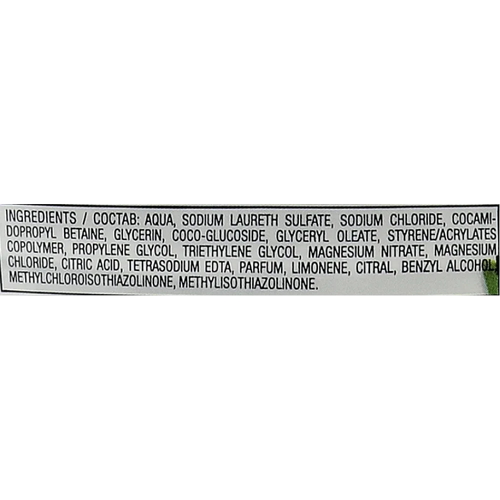 INGREDIENTS / СОСТАВ: AQUA, SODIUM LAURETH SULFATE, SODIUM CHLORIDE, COCAMI-
DOPROPYL BETAINE, GLYCERIN, COCO-GLUCOSIDE, GLYCERYL OLEATE, STYRENE/ACRYLATES
COPOLYMER, PROPYLENE GLYCOL, TRIETHYLENE GLYCOL, MAGNESIUM NITRATE, MAGNESIUM
CHLORIDE, CITRIC ACID, TETRASODIUM EDTA, PARFUM, LIMONENE, CITRAL, BENZYL ALCOHOL,
METHYLCHLOROISOTHIAZOLINONE, METHYLISOTHIAZOLINONE.